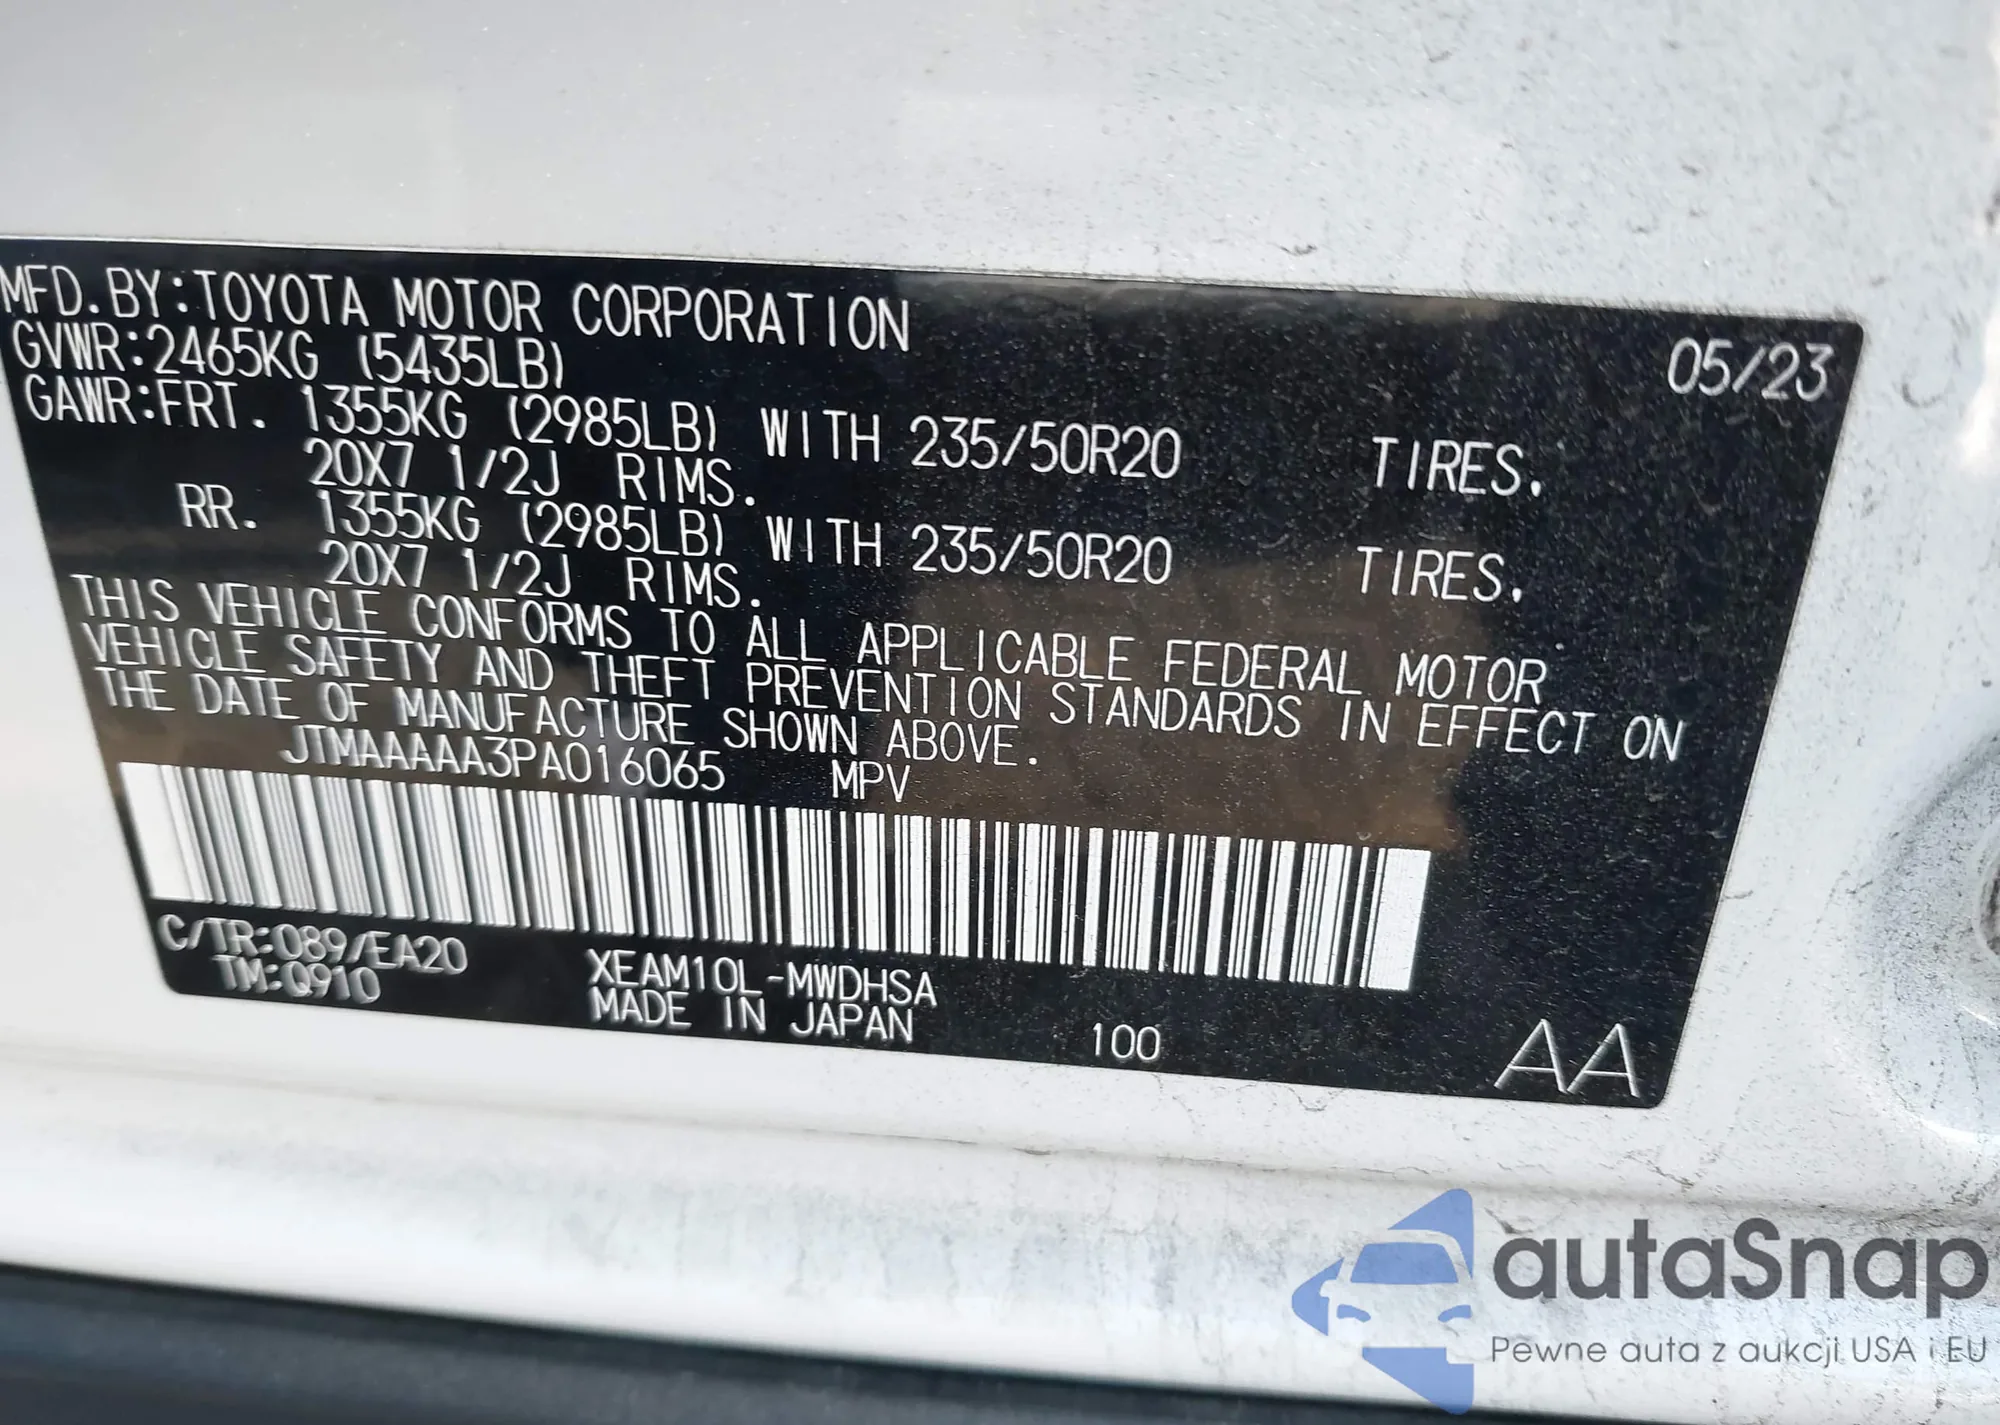 MFD.BY:TOYOTA MOTOR CORPORATION 05/23
GVWR:2465KG (5435LB)
GAWR:FRT. 1355KG (2985LB) WITH 235/50R20 TIRES.
20X7 1/2J RIMS.
RR. 1355KG (2985LB) WITH 235/50R20 TIRES.
20X7 1/2J RIMS.
THIS VEHICLE CONFORMS TO ALL APPLICABLE FEDERAL MOTOR
VEHICLE SAFETY AND THEFT PREVENTION STANDARDS IN EFFECT ON
THE DATE OF MANUFACTURE SHOWN ABOVE.
JTMAAAAA3PA016065 MPV
C/TR:089/EA20 XEAM10L-MWDHSA
TM:Q910 MADE IN JAPAN 100 AA
autaSnap
Pewne auta z aukcji USA i EU